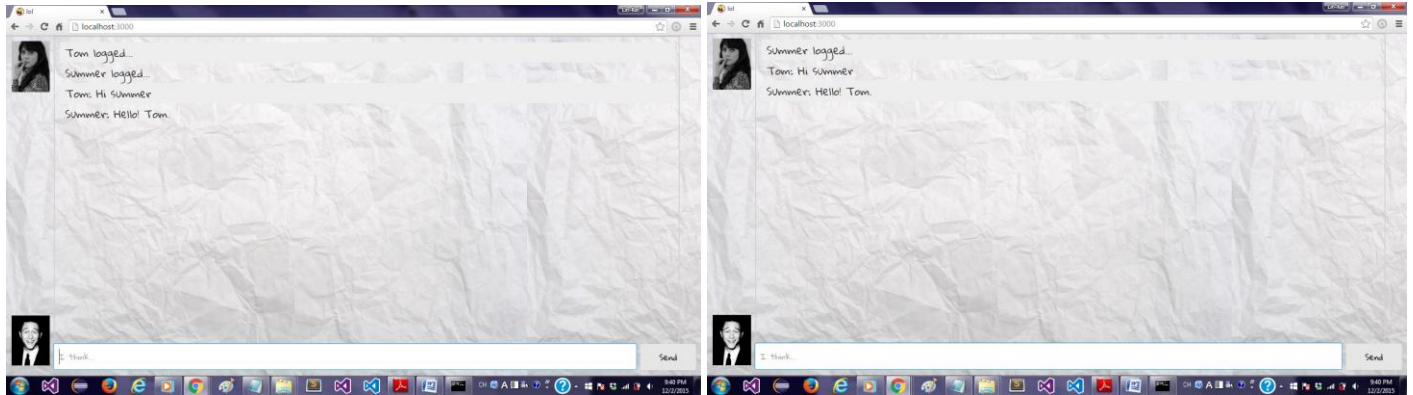 lol
localhost:3000
Tom logged...
Summer logged...
Tom: Hi Summer
Summer: Hello! Tom.
I think...
Send
CH
9:40 PM
12/2/2015
lol
localhost:3000
Summer logged...
Tom: Hi Summer
Summer: Hello! Tom.
I think...
Send
CH
9:40 PM
12/2/2015